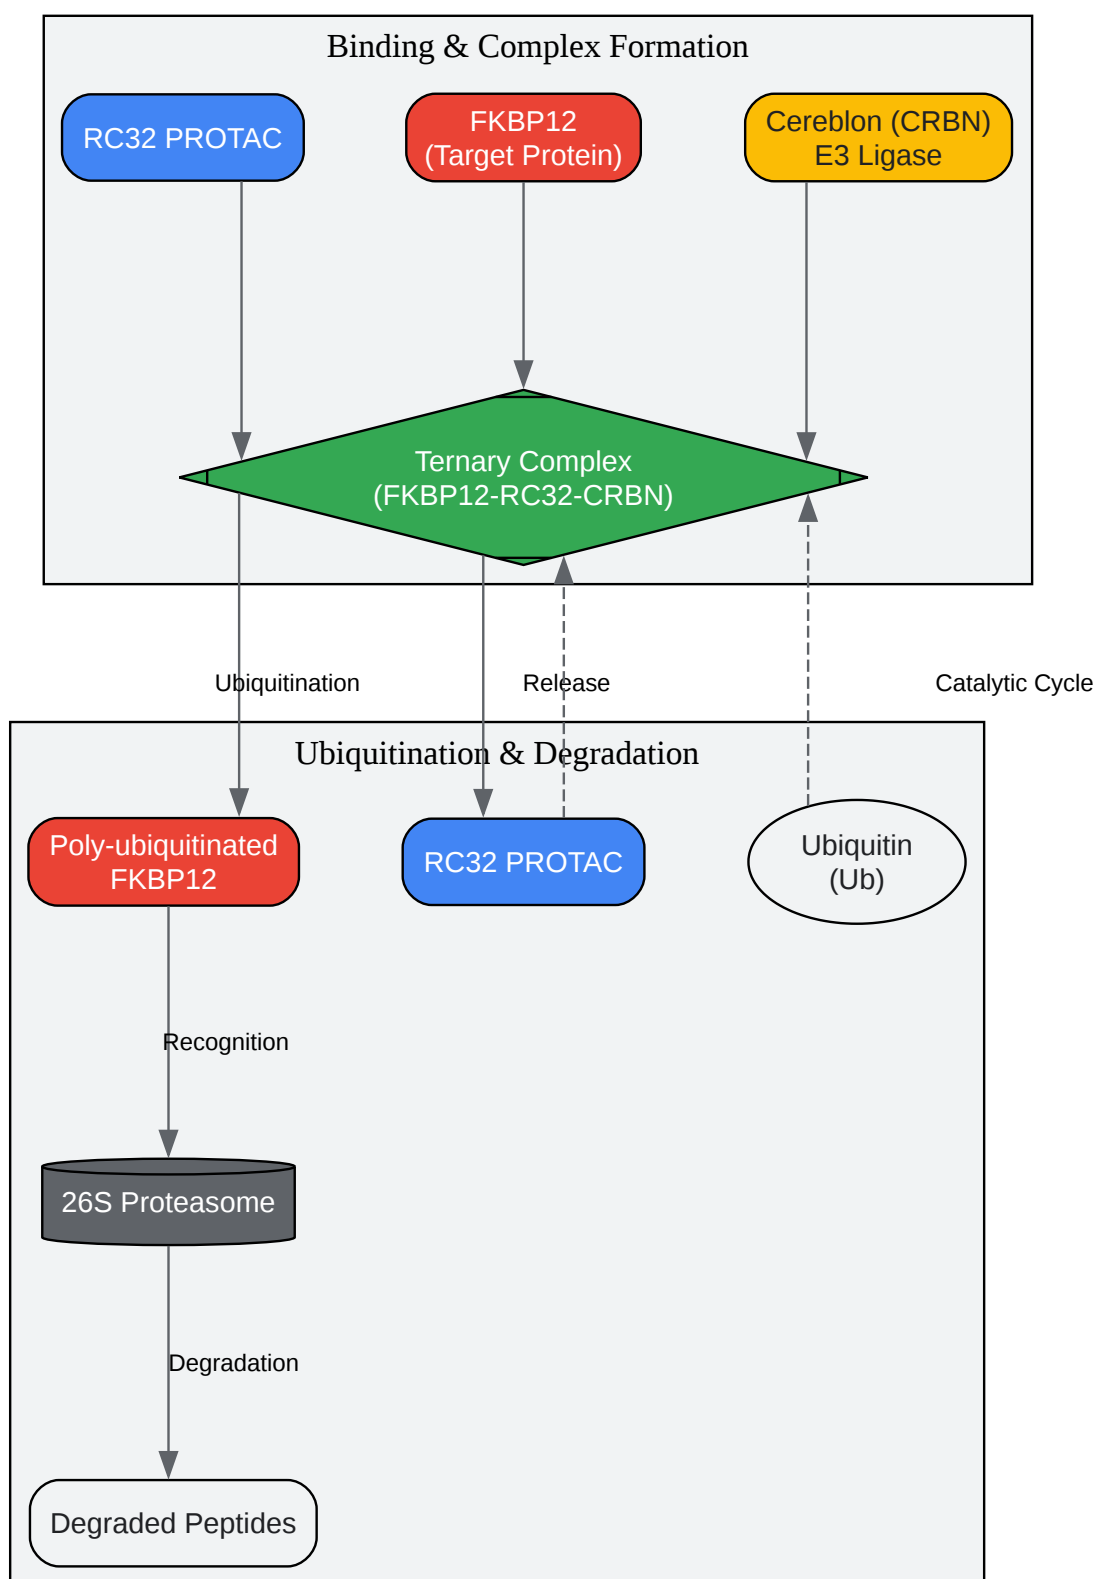 Binding & Complex Formation
RC32 PROTAC
FKBP12
(Target Protein)
Cereblon (CRBN)
E3 Ligase
Ternary Complex
(FKBP12-RC32-CRBN)
Ubiquitination
Release
Catalytic Cycle
Ubiquitination & Degradation
Poly-ubiquitinated
FKBP12
RC32 PROTAC
Ubiquitin
(Ub)
Recognition
26S Proteasome
Degradation
Degraded Peptides